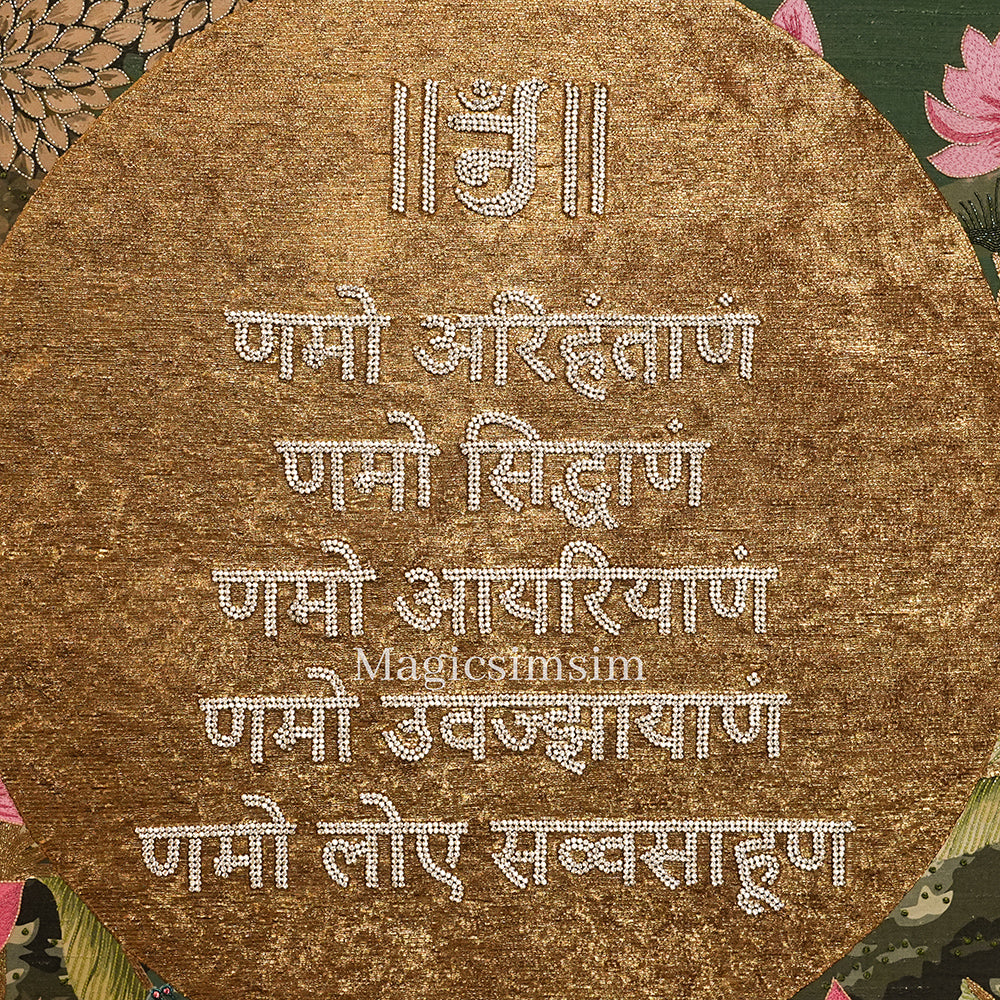 ॥ ॐ ॥
णमो अरिहंताणं
णमो सिद्धाणं
णमो आयरियाणं
Magicsimsim
णमो उवज्झायाणं
णमो लोए सव्वसाहूण